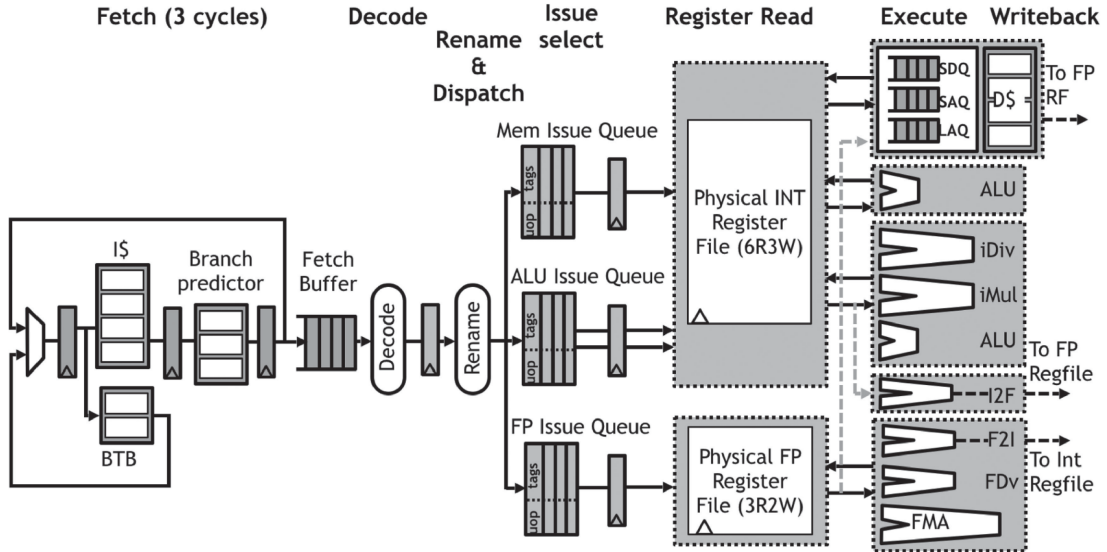 Fetch (3 cycles)
Decode
Rename
&
Dispatch
Issue
select
Register Read
Execute
Writeback
I$
Branch
predictor
BTB
Fetch
Buffer
Decode
Rename
Mem Issue Queue
tags
uop
ALU Issue Queue
tags
uop
FP Issue Queue
tags
uop
Physical INT
Register
File (6R3W)
Physical FP
Register
File (3R2W)
SDQ
SAQ
LAQ
D$
To FP
RF
ALU
iDiv
iMul
ALU
To FP
Regfile
I2F
F2I
To Int
Regfile
FDv
FMA